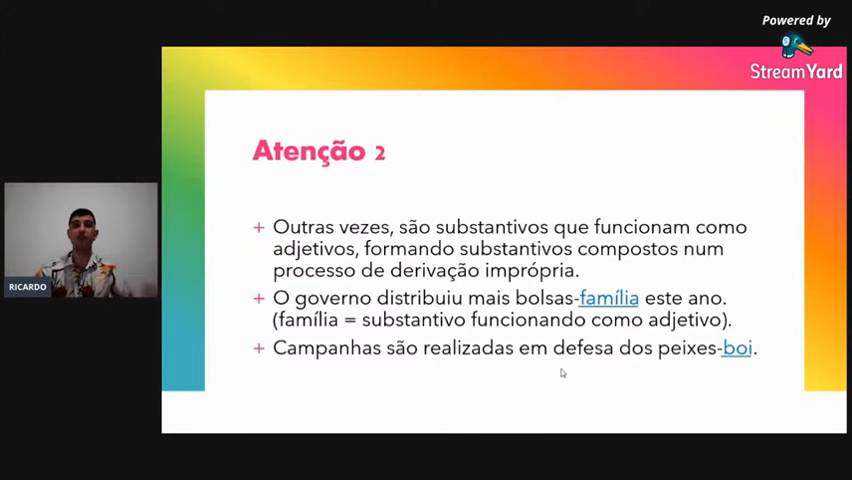 Powered by
StreamYard
Atenção 2
+ Outras vezes, são substantivos que funcionam como
adjetivos, formando substantivos compostos num
processo de derivação imprópria.
+ O governo distribuiu mais bolsas-família este ano.
(família = substantivo funcionando como adjetivo).
+ Campanhas são realizadas em defesa dos peixes-boi.
RICARDO